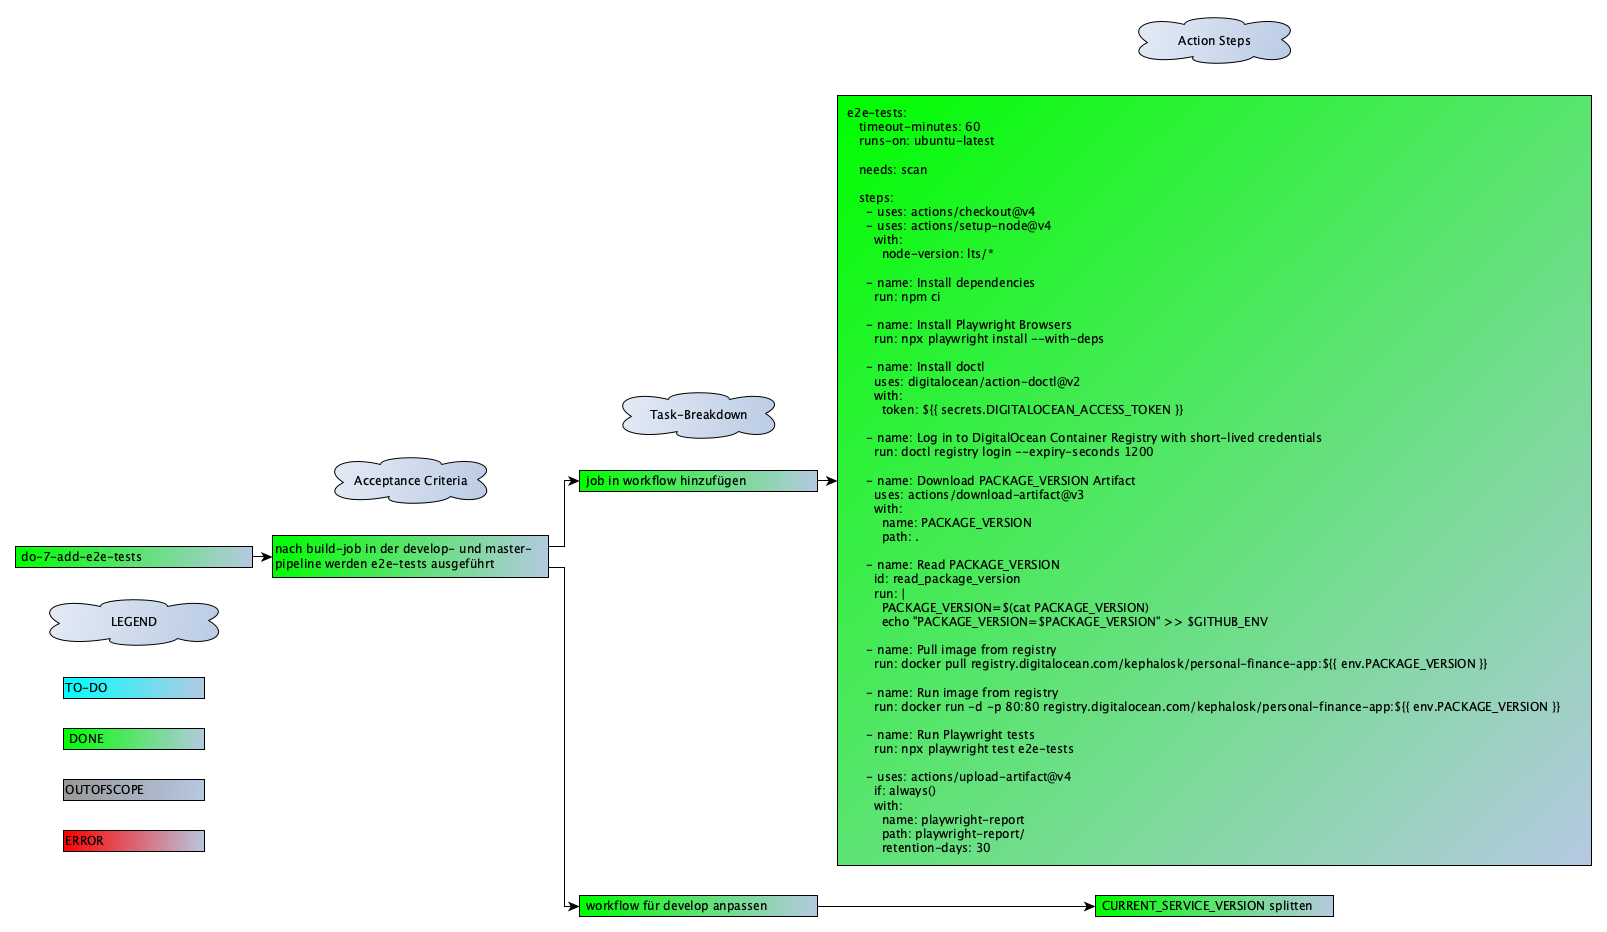 Action Steps
e2e-tests:
timeout-minutes: 60
runs-on: ubuntu-latest
needs: scan
steps:
- uses: actions/checkout@v4
- uses: actions/setup-node@v4
with:
node-version: lts/*
- name: Install dependencies
run: npm ci
- name: Install Playwright Browsers
run: npx playwright install --with-deps
- name: Install doctl
uses: digitalocean/action-doctl@v2
with:
token: ${{ secrets.DIGITALOCEAN_ACCESS_TOKEN }}
- name: Log in to DigitalOcean Container Registry with short-lived credentials
run: doctl registry login --expiry-seconds 1200
- name: Download PACKAGE_VERSION Artifact
uses: actions/download-artifact@v3
with:
name: PACKAGE_VERSION
path: .
- name: Read PACKAGE_VERSION
id: read_package_version
run: |
PACKAGE_VERSION=$(cat PACKAGE_VERSION)
echo "PACKAGE_VERSION=$PACKAGE_VERSION" >> $GITHUB_ENV
- name: Pull image from registry
run: docker pull registry.digitalocean.com/kephalosk/personal-finance-app:${{ env.PACKAGE_VERSION }}
- name: Run image from registry
run: docker run -d -p 80:80 registry.digitalocean.com/kephalosk/personal-finance-app:${{ env.PACKAGE_VERSION }}
- name: Run Playwright tests
run: npx playwright test e2e-tests
- uses: actions/upload-artifact@v4
if: always()
with:
name: playwright-report
path: playwright-report/
retention-days: 30
Task-Breakdown
job in workflow hinzufügen
Acceptance Criteria
nach build-job in der develop- und master-
pipeline werden e2e-tests ausgeführt
do-7-add-e2e-tests
LEGEND
TO-DO
DONE
OUTOFSCOPE
ERROR
workflow für develop anpassen
CURRENT_SERVICE_VERSION splitten